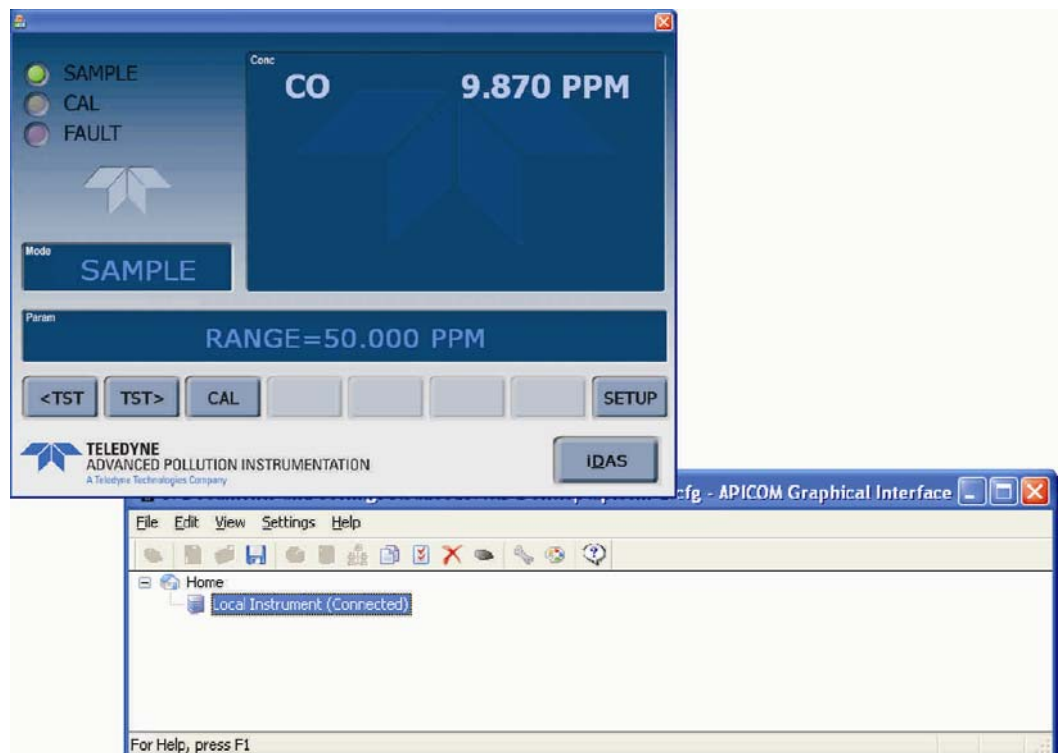 SAMPLE
CAL
FAULT
Conc
CO 9.870 PPM
Mode
SAMPLE
Param
RANGE=50.000 PPM
<TST TST> CAL SETUP
TELEDYNE
ADVANCED POLLUTION INSTRUMENTATION
A Teledyne Technologies Company
IDAS
cfg - APICOM Graphical Interface
File Edit View Settings Help
Home
Local Instrument (Connected)
For Help, press F1